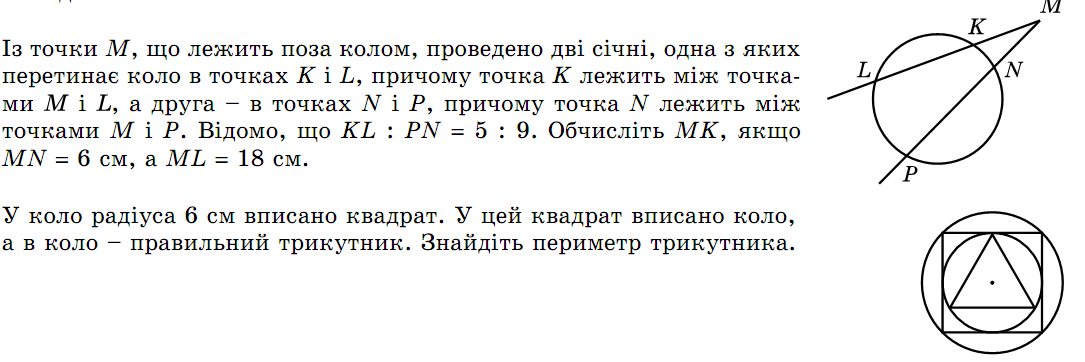 Із точки M, що лежить поза колом, проведено дві січні, одна з яких
перетинає коло в точках K і L, причому точка K лежить між точка-
ми M і L, а друга – в точках N і P, причому точка N лежить між
точками M і P. Відомо, що KL : PN = 5 : 9. Обчисліть MK, якщо
MN = 6 см, а ML = 18 см.
M
K
L
N
P
У коло радіуса 6 см вписано квадрат. У цей квадрат вписано коло,
а в коло – правильний трикутник. Знайдіть периметр трикутника.